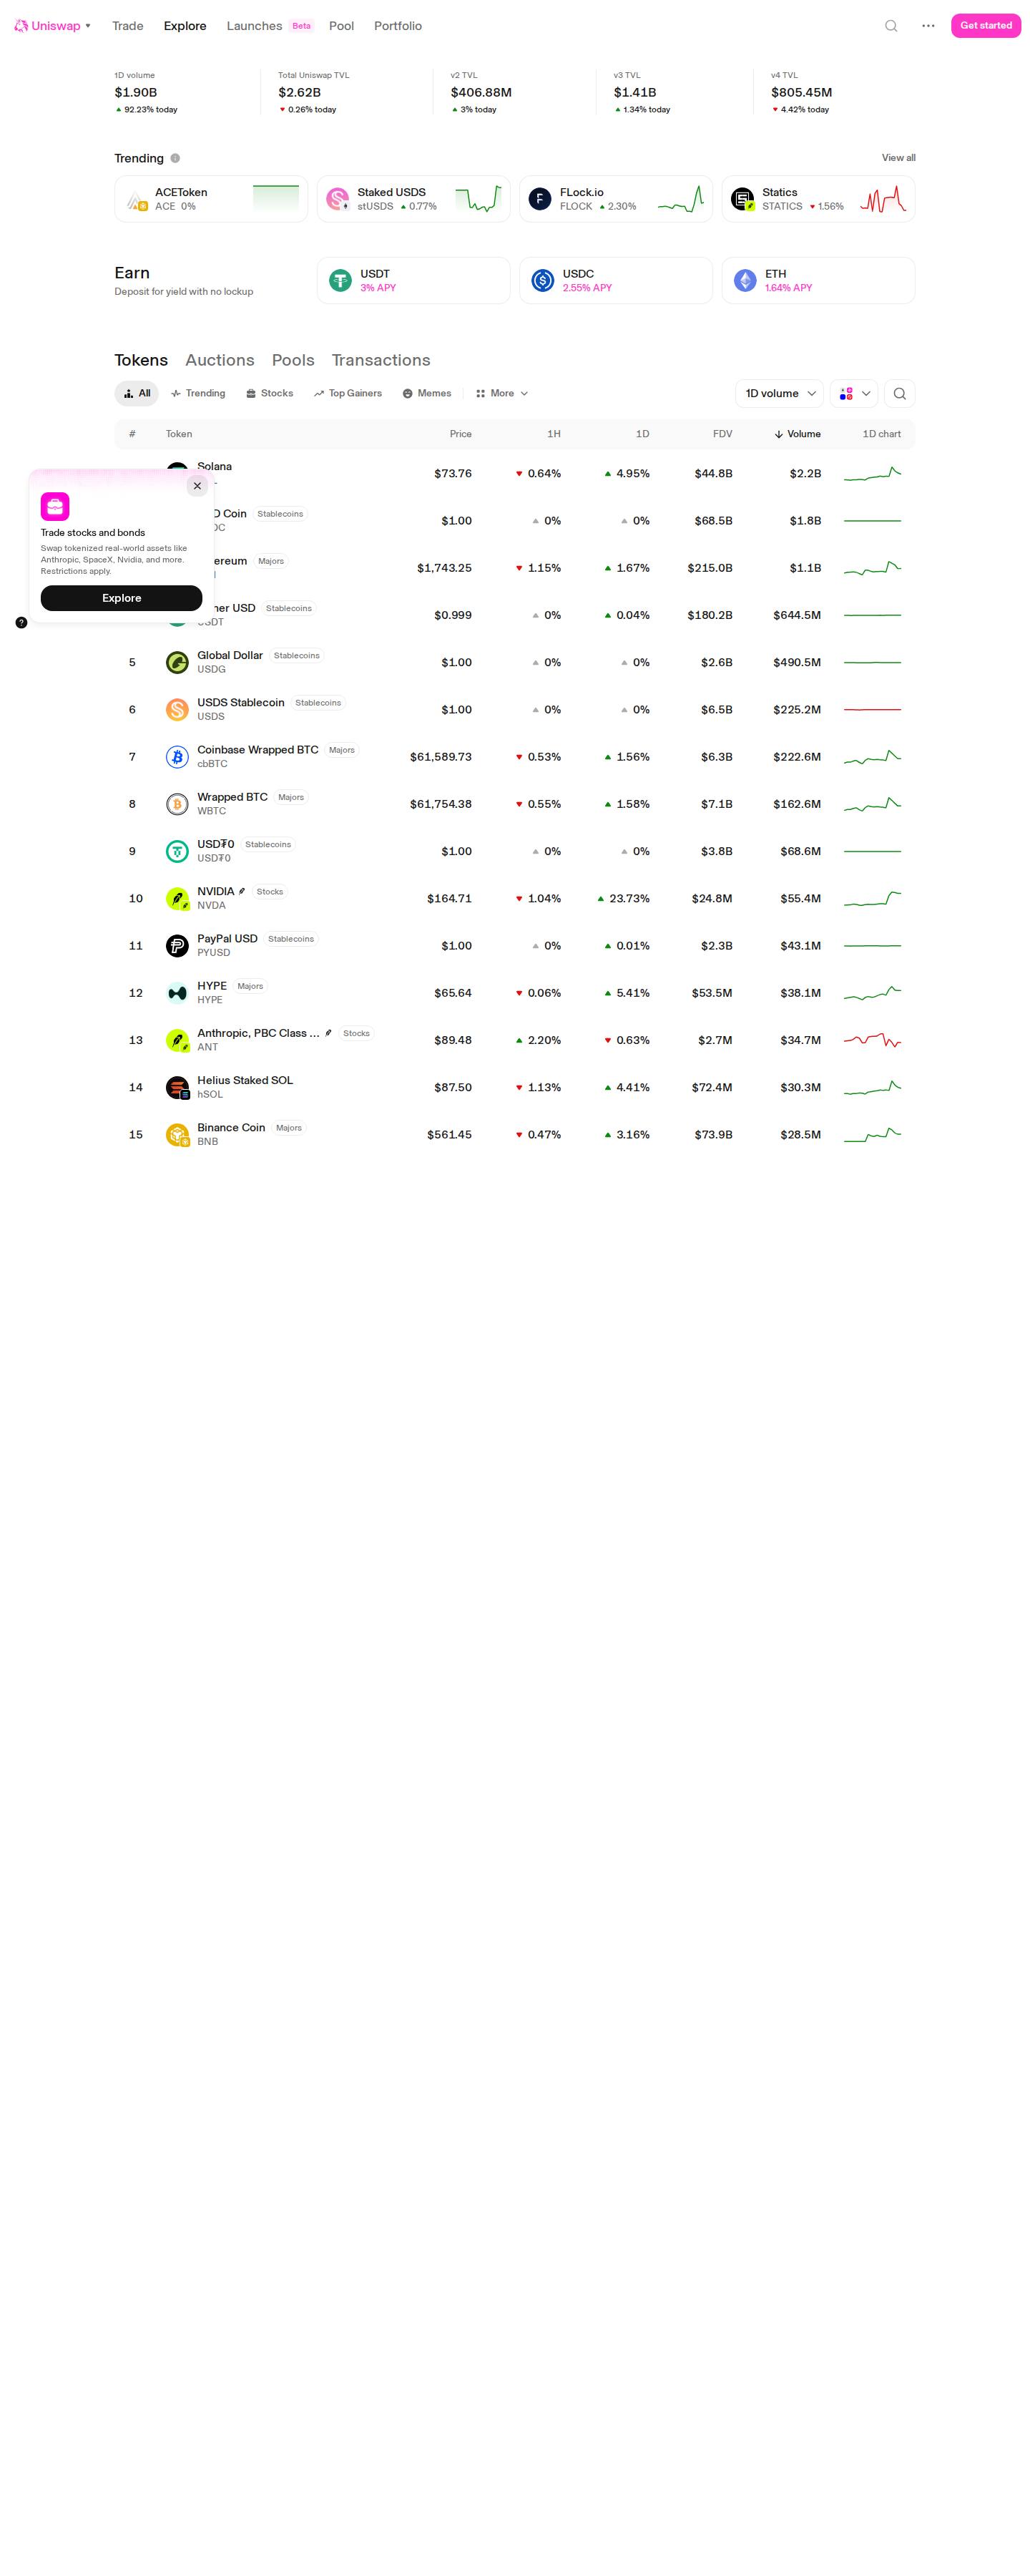 Uniswap Trade Explore Launches Beta Pool Portfolio Get started
1D volume Total Uniswap TVL v2 TVL v3 TVL v4 TVL
$1.90B $2.62B $406.88M $1.41B $805.45M
92.23% today 0.26% today 3% today 1.34% today 4.42% today
Trending View all
ACEToken Staked USDS FLock.io Statics
ACE 0% stUSDS 0.77% FLOCK 2.30% STATICS 1.56%
Earn
Deposit for yield with no lockup
USDT USDC ETH
3% APY 2.55% APY 1.64% APY
Tokens Auctions Pools Transactions
All Trending Stocks Top Gainers Memes More 1D volume
# Token Price 1H 1D FDV Volume 1D chart
Solana $73.76 0.64% 4.95% $44.8B $2.2B
Coin Stablecoins $1.00 0% 0% $68.5B $1.8B
Majors $1,743.25 1.15% 1.67% $215.0B $1.1B
USD Stablecoins $0.999 0% 0.04% $180.2B $644.5M
Trade stocks and bonds
Swap tokenized real-world assets like
Anthropic, SpaceX, Nvidia, and more.
Restrictions apply.
Explore
?
5 Global Dollar Stablecoins $1.00 0% 0% $2.6B $490.5M
USDG
6 USDS Stablecoin Stablecoins $1.00 0% 0% $6.5B $225.2M
USDS
7 Coinbase Wrapped BTC Majors $61,589.73 0.53% 1.56% $6.3B $222.6M
cbBTC
8 Wrapped BTC Majors $61,754.38 0.55% 1.58% $7.1B $162.6M
WBTC
9 USD₮0 Stablecoins $1.00 0% 0% $3.8B $68.6M
USD₮0
10 NVIDIA Stocks $164.71 1.04% 23.73% $24.8M $55.4M
NVDA
11 PayPal USD Stablecoins $1.00 0% 0.01% $2.3B $43.1M
PYUSD
12 HYPE Majors $65.64 0.06% 5.41% $53.5M $38.1M
HYPE
13 Anthropic, PBC Class ... Stocks $89.48 2.20% 0.63% $2.7M $34.7M
ANT
14 Helius Staked SOL $87.50 1.13% 4.41% $72.4M $30.3M
hSOL
15 Binance Coin Majors $561.45 0.47% 3.16% $73.9B $28.5M
BNB